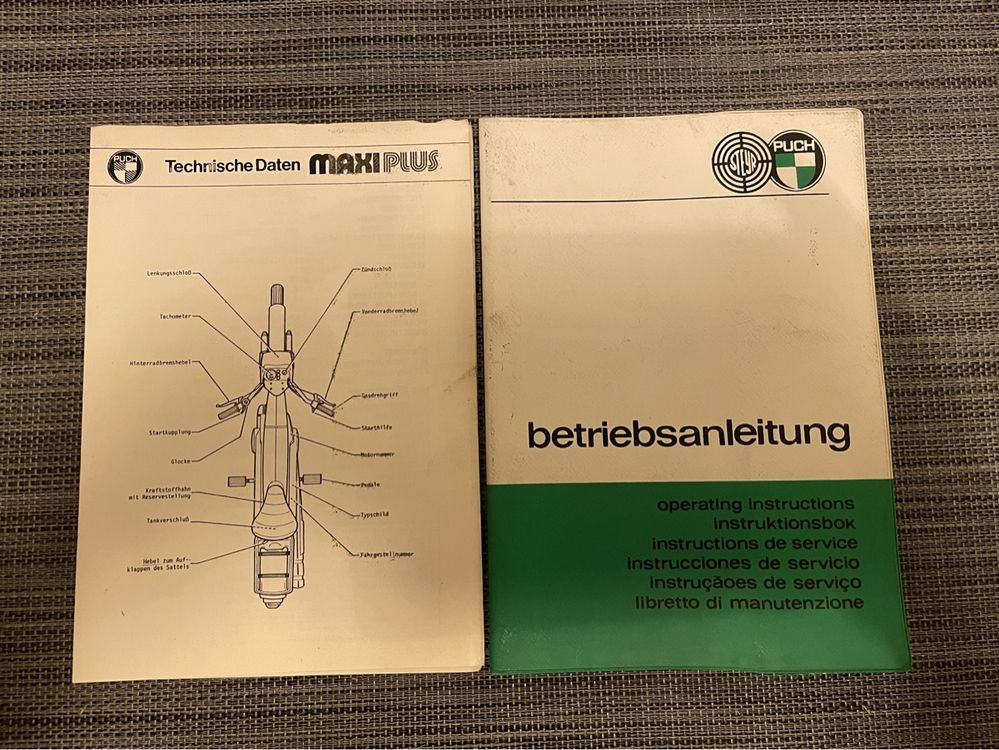 PUCH
Technische Daten MAXI PLUS
Lenkungsschloß
Zündschloß
Tachometer
Vorderradbremshebel
Hinterradbremshebel
Gasdrehgriff
Startkupplung
Starthilfe
Glocke
Motornummer
Kraftstoffhahn
mit Reservestellung
Pedale
Tankverschluß
Typschild
Hebel zum Auf-
klappen des Sattels
Fahrgestellnummer
STEYR
PUCH
betriebsanleitung
operating instructions
instruktionsbok
instructions de service
instrucciones de servicio
instruçãoes de serviço
libretto di manutenzione